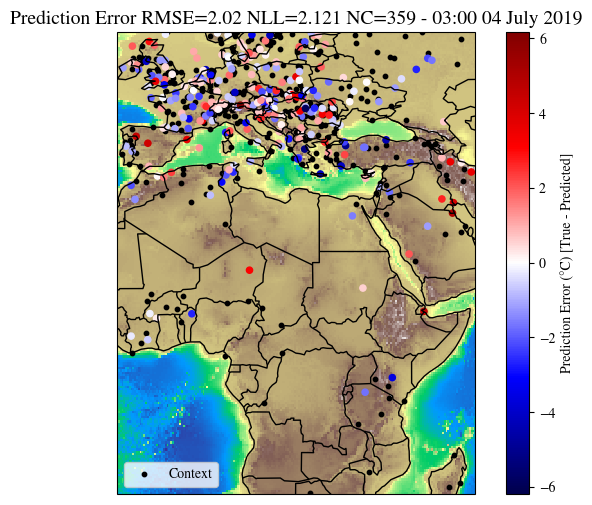 Prediction Error RMSE=2.02 NLL=2.121 NC=359 - 03:00 04 July 2019
6
4
2
0
−2
−4
−6
Prediction Error (°C) [True - Predicted]
Context